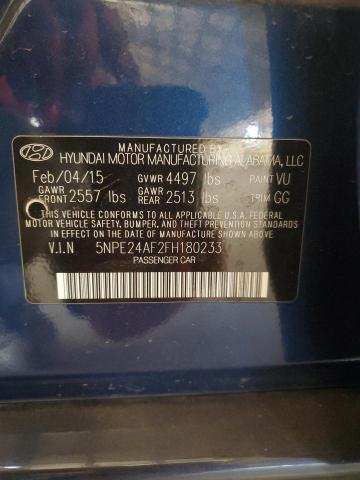 MANUFACTURED BY
HYUNDAI MOTOR MANUFACTURING ALABAMA, LLC
Feb/04/15 GVWR 4497 lbs PAINT VU
GAWR FRONT 2557 lbs GAWR REAR 2513 lbs TRIM GG
THIS VEHICLE CONFORMS TO ALL APPLICABLE U.S.A. FEDERAL
MOTOR VEHICLE SAFETY, BUMPER, AND THEFT PREVENTION
STANDARDS IN EFFECT ON THE DATE OF MANUFACTURE SHOWN ABOVE.
V.I.N 5NPE24AF2FH180233
PASSENGER CAR